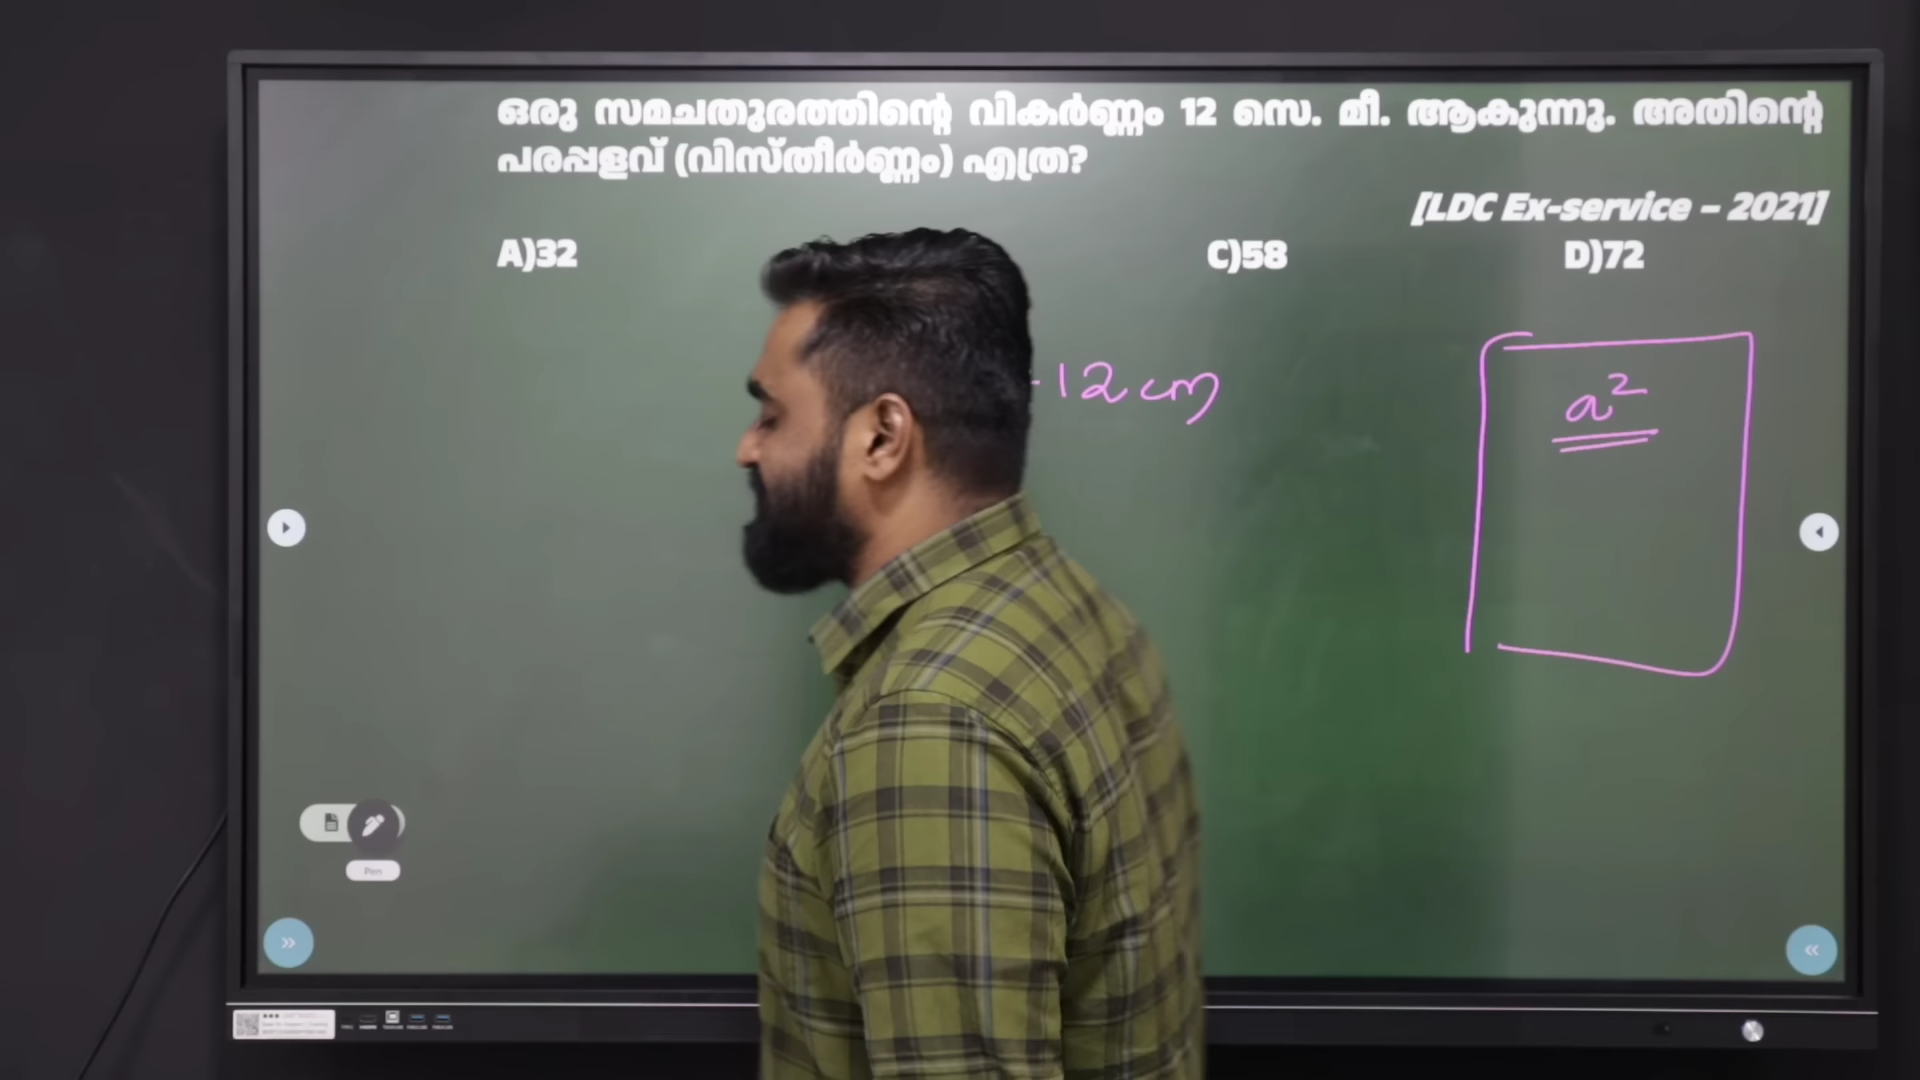 ഒരു സമചതുരത്തിന്റെ വികർണ്ണം 12 സെ. മീ. ആകുന്നു. അതിന്റെ
പരപ്പളവ് (വിസ്തീർണ്ണം) എത്ര?
[LDC Ex-service – 2021]
A)32 C)58 D)72
12 cm
a²
Pen